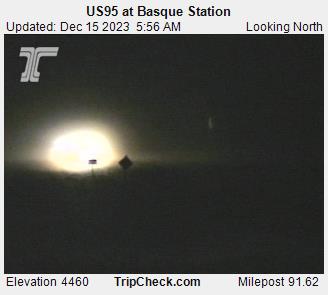 US95 at Basque Station
Updated: Dec 15 2023 5:56 AM Looking North
Elevation 4460 TripCheck.com Milepost 91.62